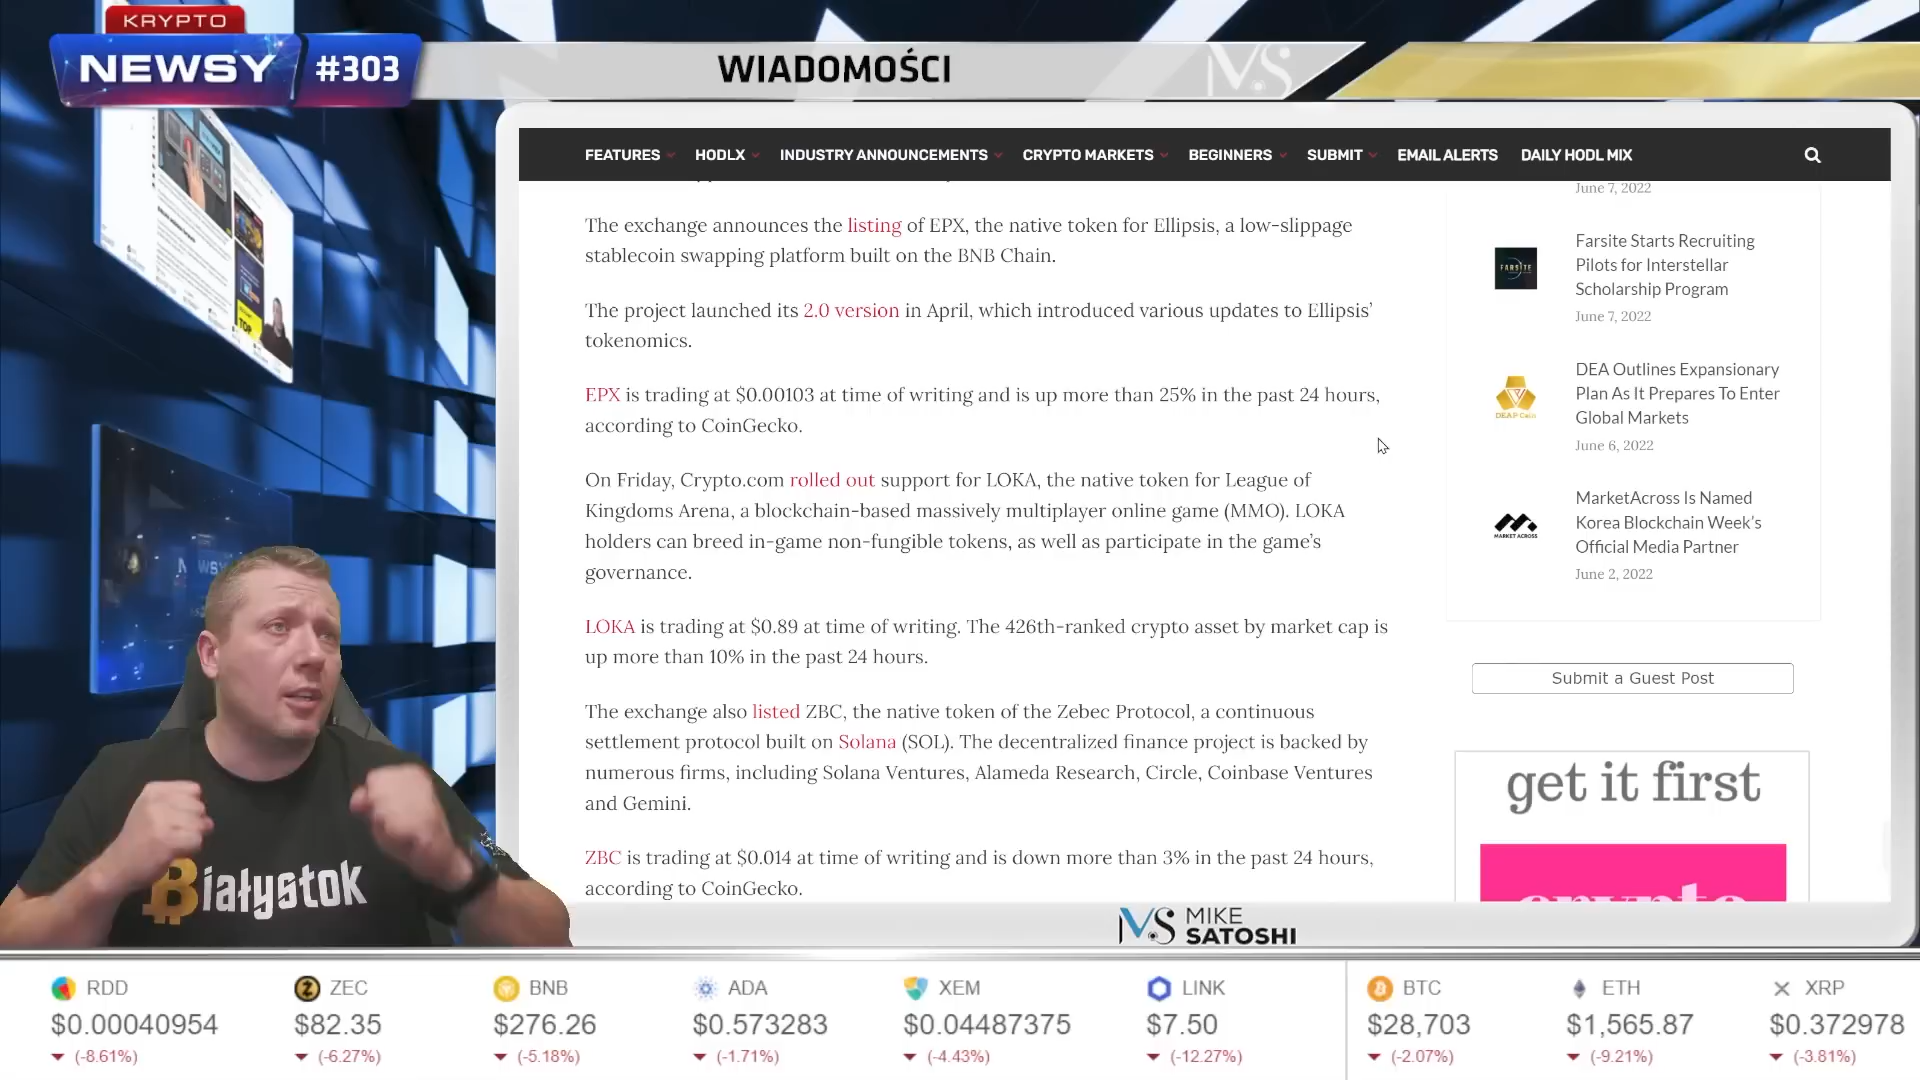 KRYPTO
NEWSY #303
WIADOMOŚCI
FEATURES HODLX INDUSTRY ANNOUNCEMENTS CRYPTO MARKETS BEGINNERS SUBMIT EMAIL ALERTS DAILY HODL MIX
The exchange announces the listing of EPX, the native token for Ellipsis, a low-slippage
stablecoin swapping platform built on the BNB Chain.
The project launched its 2.0 version in April, which introduced various updates to Ellipsis’
tokenomics.
EPX is trading at $0.00103 at time of writing and is up more than 25% in the past 24 hours,
according to CoinGecko.
On Friday, Crypto.com rolled out support for LOKA, the native token for League of
Kingdoms Arena, a blockchain-based massively multiplayer online game (MMO). LOKA
holders can breed in-game non-fungible tokens, as well as participate in the game’s
governance.
LOKA is trading at $0.89 at time of writing. The 426th-ranked crypto asset by market cap is
up more than 10% in the past 24 hours.
The exchange also listed ZBC, the native token of the Zebec Protocol, a continuous
settlement protocol built on Solana (SOL). The decentralized finance project is backed by
numerous firms, including Solana Ventures, Alameda Research, Circle, Coinbase Ventures
and Gemini.
ZBC is trading at $0.014 at time of writing and is down more than 3% in the past 24 hours,
according to CoinGecko.
June 7, 2022
FARSITE
Farsite Starts Recruiting
Pilots for Interstellar
Scholarship Program
June 7, 2022
DEAPCoin
DEA Outlines Expansionary
Plan As It Prepares To Enter
Global Markets
June 6, 2022
MARKET ACROSS
MarketAcross Is Named
Korea Blockchain Week’s
Official Media Partner
June 2, 2022
Submit a Guest Post
get it first
crypto
Białystok
MS MIKE
SATOSHI
RDD ZEC BNB ADA XEM LINK BTC ETH XRP
$0.00040954 $82.35 $276.26 $0.573283 $0.04487375 $7.50 $28,703 $1,565.87 $0.372978
(-8.61%) (-6.27%) (-5.18%) (-1.71%) (-4.43%) (-12.27%) (-2.07%) (-9.21%) (-3.81%)